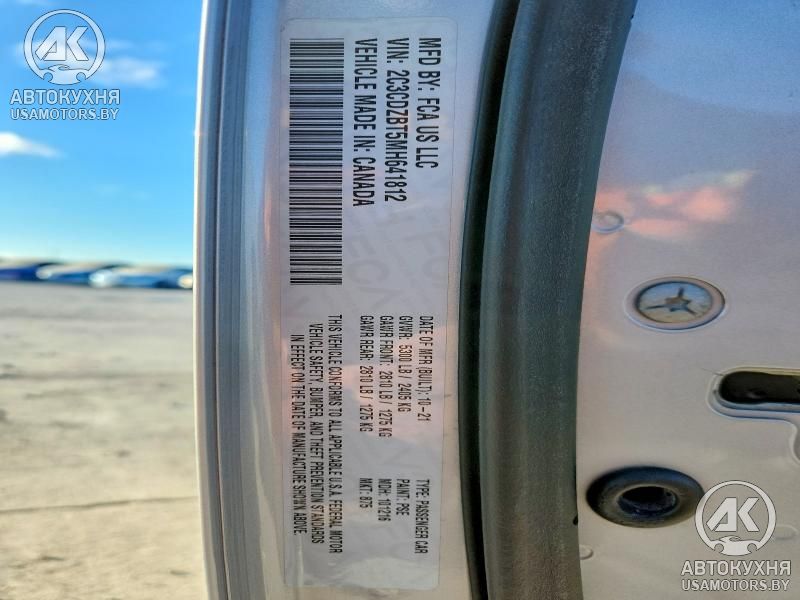 MFD BY: FCA US LLC
VIN: 2C3CDZBT5MH641812
VEHICLE MADE IN: CANADA
DATE OF MFR (BUILT): 10-21
GVWR: 5300 LB / 2405 KG
GAWR FRONT: 2810 LB / 1275 KG
GAWR REAR: 2810 LB / 1275 KG
THIS VEHICLE CONFORMS TO ALL APPLICABLE U.S.A. FEDERAL MOTOR
VEHICLE SAFETY, BUMPER, AND THEFT PREVENTION STANDARDS
IN EFFECT ON THE DATE OF MANUFACTURE SHOWN ABOVE.
TYPE: PASSENGER CAR
PAINT: PSE
MDH: 101216
MKT: 875
АК
АВТОКУХНЯ
USAMOTORS.BY
АК
АВТОКУХНЯ
USAMOTORS.BY